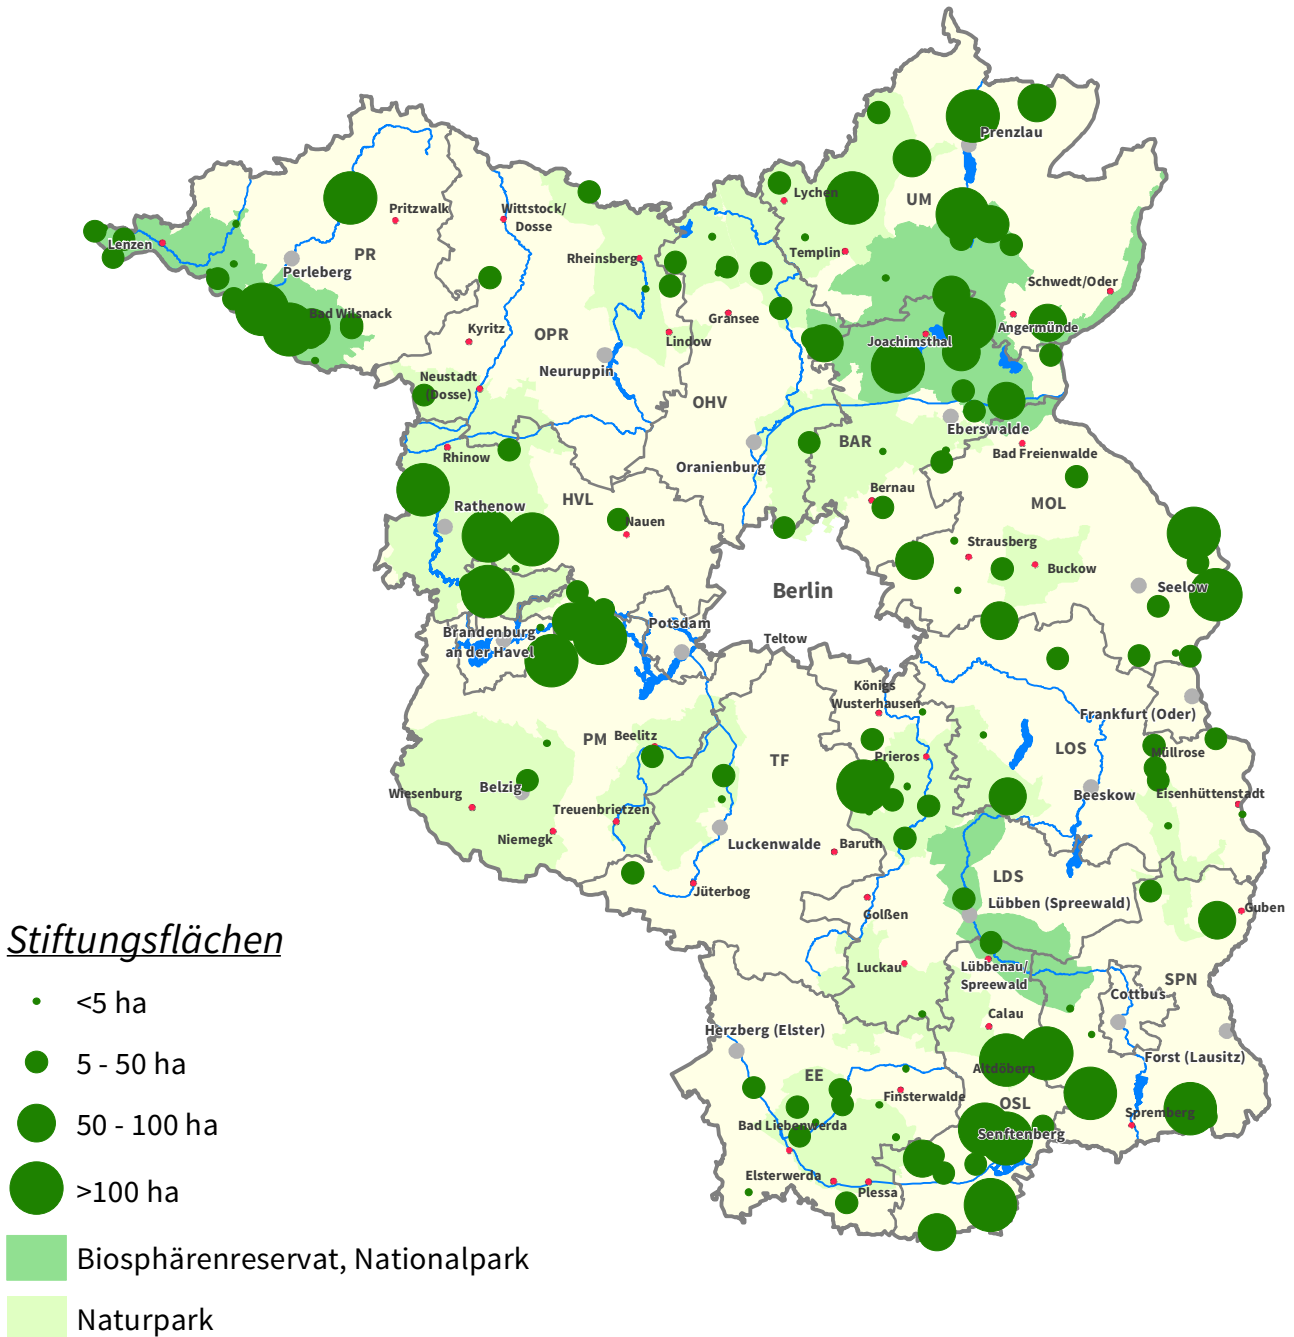 Prenzlau
Lychen
UM
Pritzwalk
Wittstock/
Dosse
Lenzen
PR
Rheinsberg
Templin
Perleberg
Schwedt/Oder
Bad Wilsnack
Gransee
Angermünde
Kyritz
OPR
Lindow
Joachimsthal
Neuruppin
Neustadt
(Dosse)
OHV
Eberswalde
BAR
Rhinow
Oranienburg
Bad Freienwalde
Bernau
HVL
MOL
Rathenow
Nauen
Strausberg
Buckow
Berlin
Seelow
Brandenburg
an der Havel
Potsdam
Teltow
Königs
Wusterhausen
Frankfurt (Oder)
PM
Beelitz
TF
LOS
Müllrose
Prieros
Belzig
Wiesenburg
Beeskow
Eisenhüttenstadt
Treuenbrietzen
Niemegk
Luckenwalde
Baruth
LDS
Jüterbog
Lübben (Spreewald)
Guben
Golßen
Stiftungsflächen
Luckau
Lübbenau/
Spreewald
SPN
<5 ha
Cottbus
Calau
Herzberg (Elster)
Forst (Lausitz)
5 - 50 ha
Altdöbern
EE
Finsterwalde
OSL
Spremberg
50 - 100 ha
Bad Liebenwerda
Senftenberg
Elsterwerda
Plessa
>100 ha
Biosphärenreservat, Nationalpark
Naturpark